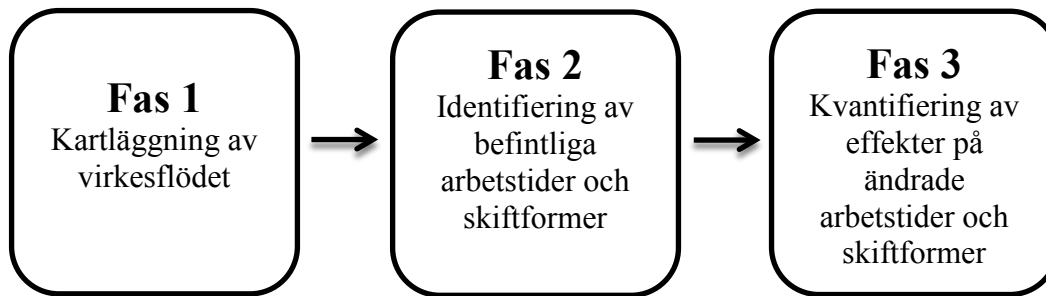 Fas 1
Kartläggning av
virkesflödet
Fas 2
Identifiering av
befintliga
arbetstider och
skiftformer
Fas 3
Kvantifiering av
effekter på
ändrade
arbetstider och
skiftformer